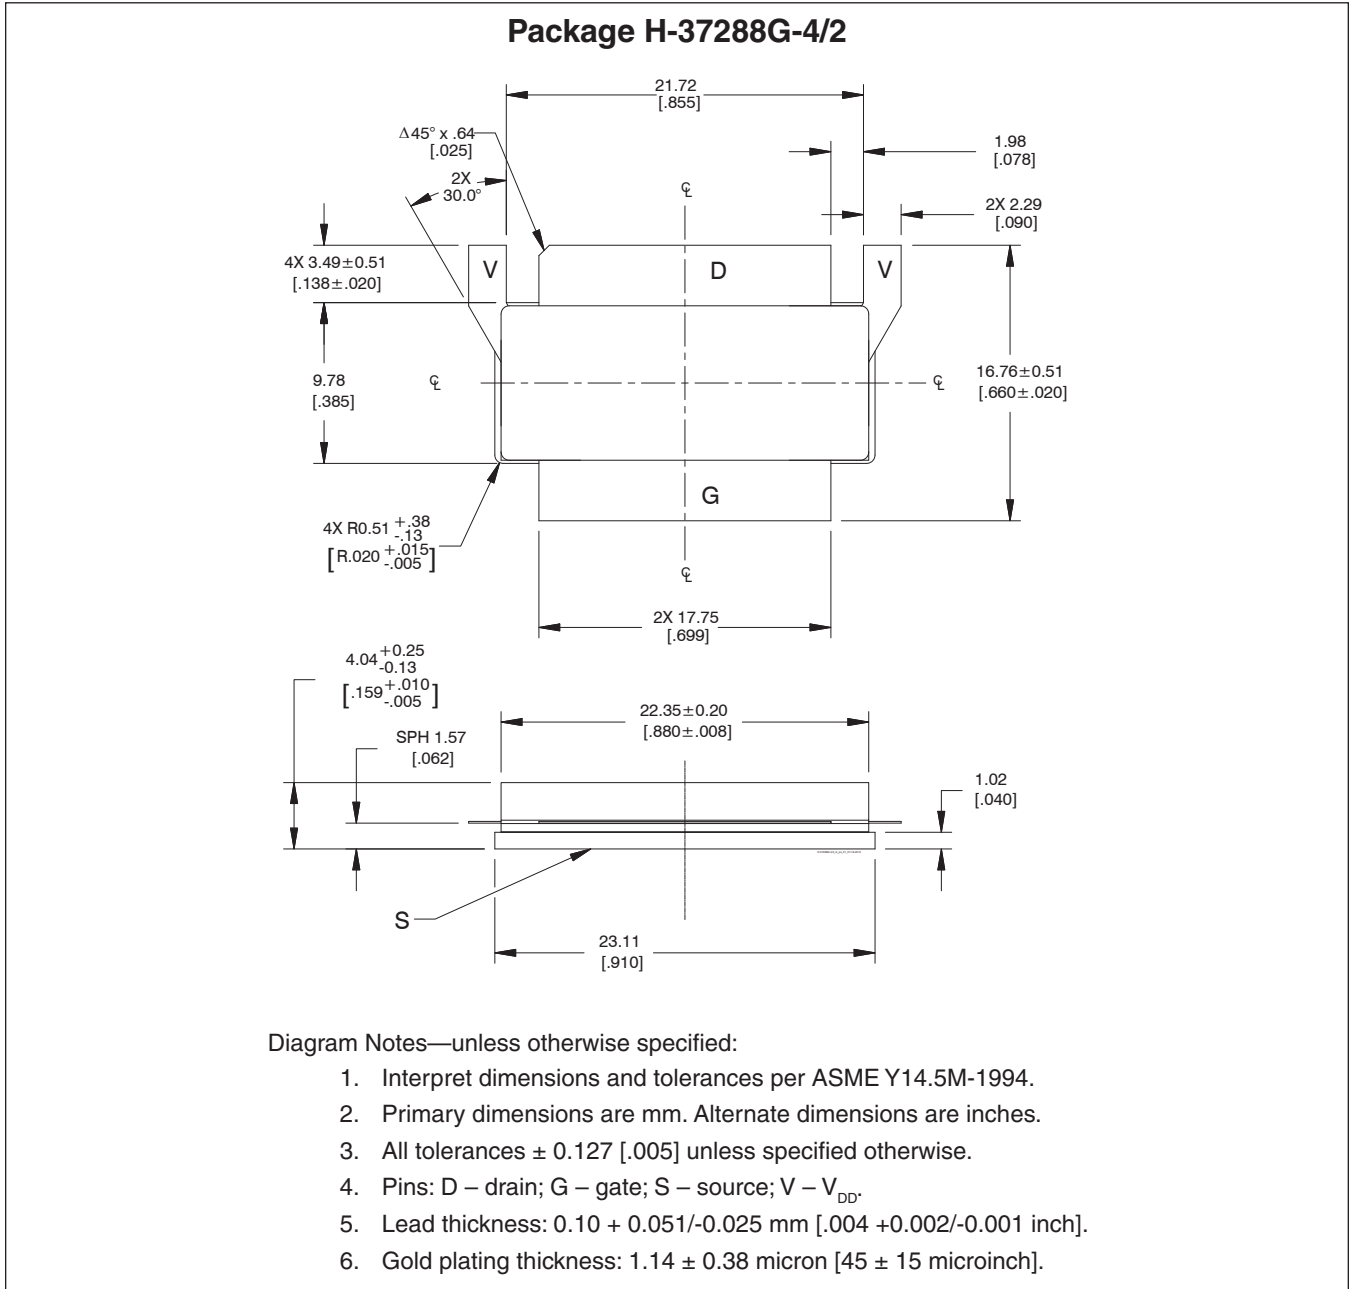 Package H-37288G-4/2
21.72
[.855]
Δ45° x .64
[.025]
1.98
[.078]
2X
30.0°
℄
2X 2.29
[.090]
4X 3.49±0.51
[.138±.020]
V
D
V
9.78
[.385]
℄
℄
16.76±0.51
[.660±.020]
G
4X R0.51 +.38
-.13
[R.020 +.015
-.005]
℄
2X 17.75
[.699]
4.04 +0.25
-0.13
[.159 +.010
-.005]
22.35±0.20
[.880±.008]
SPH 1.57
[.062]
1.02
[.040]
S
23.11
[.910]
Diagram Notes—unless otherwise specified:
1. Interpret dimensions and tolerances per ASME Y14.5M-1994.
2. Primary dimensions are mm. Alternate dimensions are inches.
3. All tolerances ± 0.127 [.005] unless specified otherwise.
4. Pins: D – drain; G – gate; S – source; V – VDD.
5. Lead thickness: 0.10 + 0.051/-0.025 mm [.004 +0.002/-0.001 inch].
6. Gold plating thickness: 1.14 ± 0.38 micron [45 ± 15 microinch].